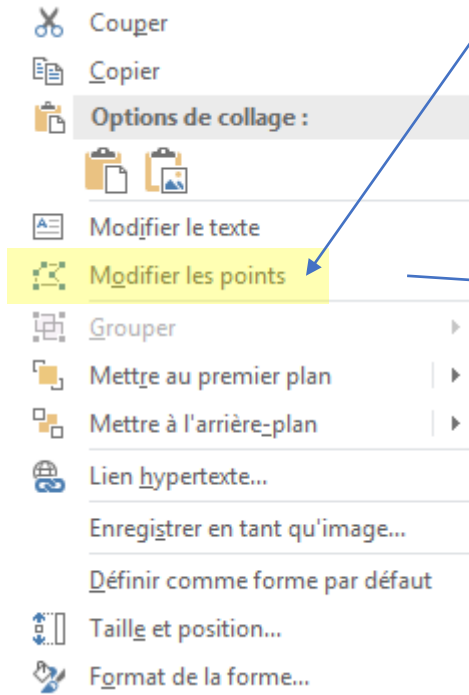 Couper
Copier
Options de collage :
Modifier le texte
Modifier les points
Grouper
Mettre au premier plan
Mettre à l'arrière-plan
Lien hypertexte...
Enregistrer en tant qu'image...
Définir comme forme par défaut
Taille et position...
Format de la forme...